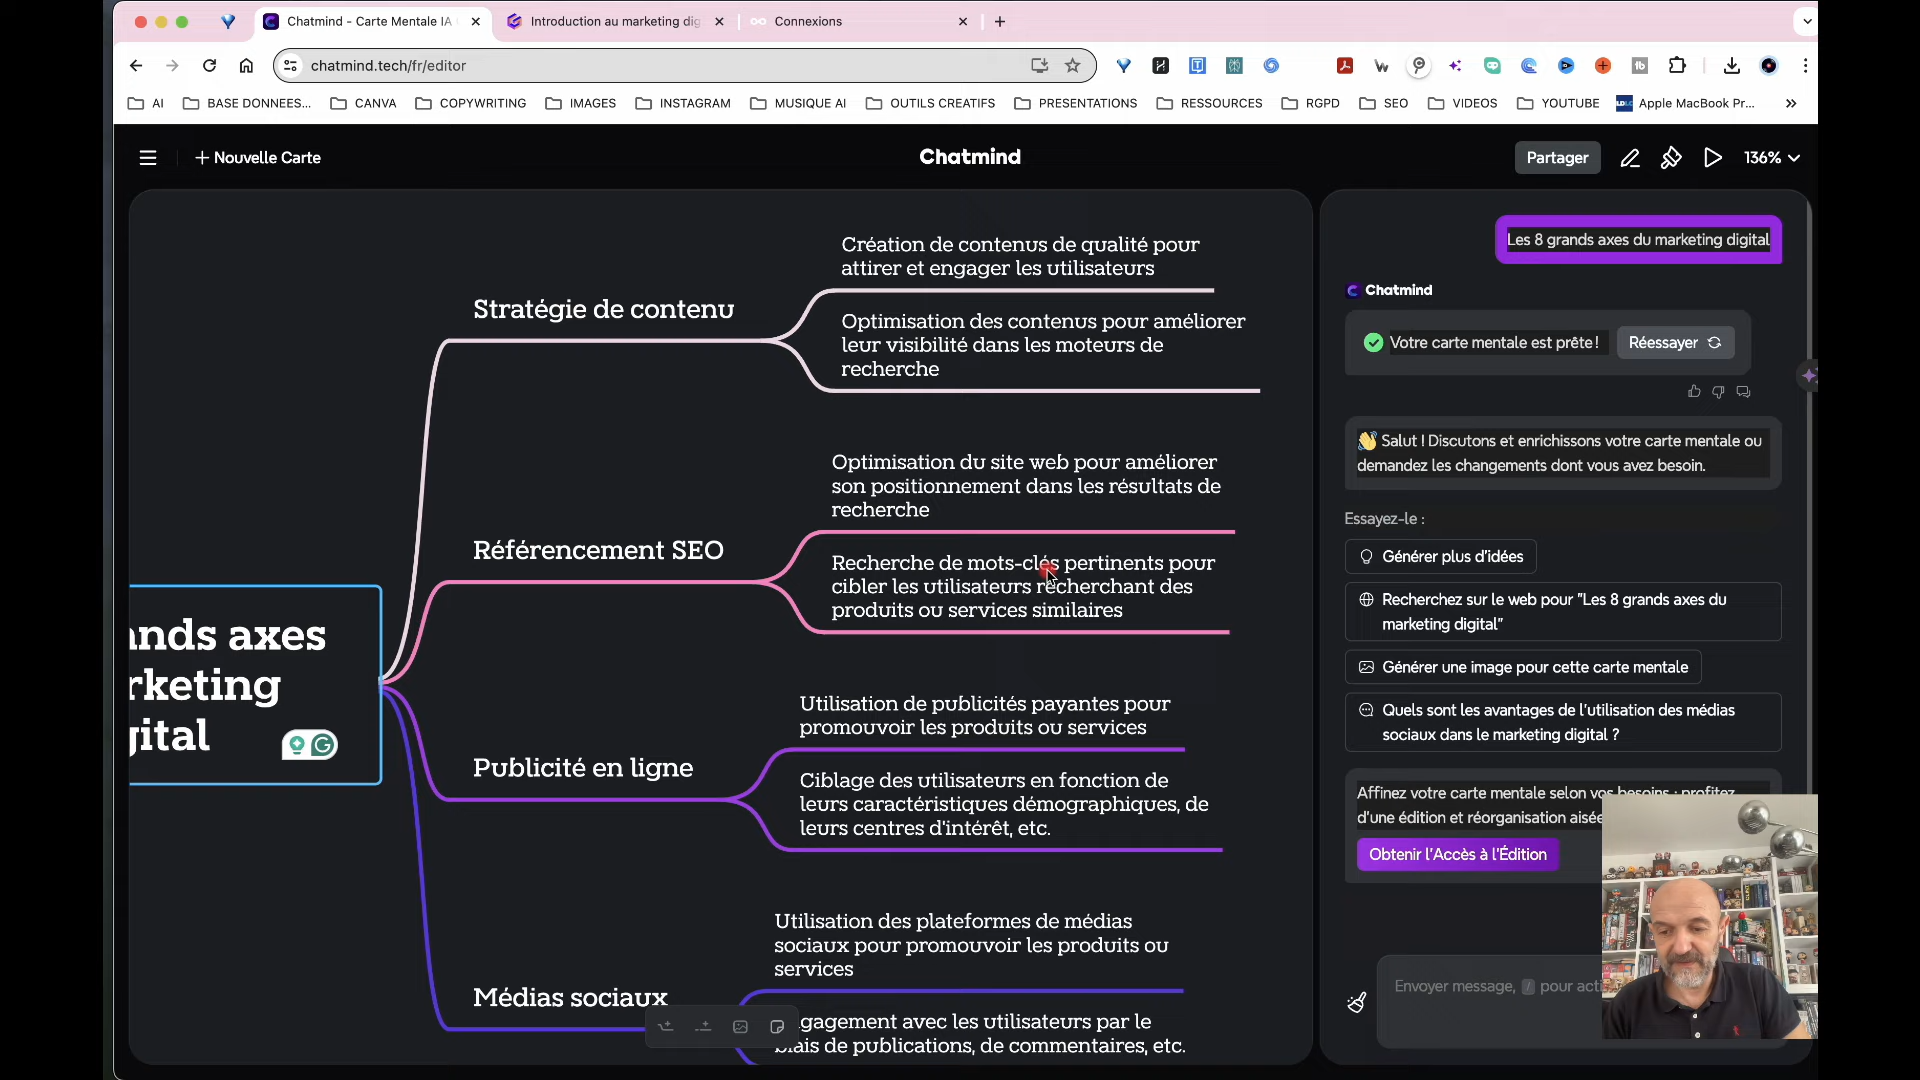 Chatmind - Carte Mentale IA
Introduction au marketing dig
Connexions
chatmind.tech/fr/editor
AI
BASE DONNEES...
CANVA
COPYWRITING
IMAGES
INSTAGRAM
MUSIQUE AI
OUTILS CREATIFS
PRESENTATIONS
RESSOURCES
RGPD
SEO
VIDEOS
YOUTUBE
Apple MacBook Pr...
Nouvelle Carte
Chatmind
Partager
136%
Stratégie de contenu
Création de contenus de qualité pour
attirer et engager les utilisateurs
Optimisation des contenus pour améliorer
leur visibilité dans les moteurs de
recherche
Référencement SEO
Optimisation du site web pour améliorer
son positionnement dans les résultats de
recherche
Recherche de mots-clés pertinents pour
cibler les utilisateurs recherchant des
produits ou services similaires
ands axes
rketing
gital
Publicité en ligne
Utilisation de publicités payantes pour
promouvoir les produits ou services
Ciblage des utilisateurs en fonction de
leurs caractéristiques démographiques, de
leurs centres d'intérêt, etc.
Médias sociaux
Utilisation des plateformes de médias
sociaux pour promouvoir les produits ou
services
gagement avec les utilisateurs par le
biais de publications, de commentaires, etc.
Les 8 grands axes du marketing digital
Chatmind
Votre carte mentale est prête !
Réessayer
👋 Salut ! Discutons et enrichissons votre carte mentale ou
demandez les changements dont vous avez besoin.
Essayez-le :
Générer plus d'idées
Recherchez sur le web pour "Les 8 grands axes du
marketing digital"
Générer une image pour cette carte mentale
Quels sont les avantages de l'utilisation des médias
sociaux dans le marketing digital ?
Affinez votre carte mentale selon vos besoins : profitez
d'une édition et réorganisation aisée
Obtenir l'Accès à l'Édition
Envoyer message, / pour acti